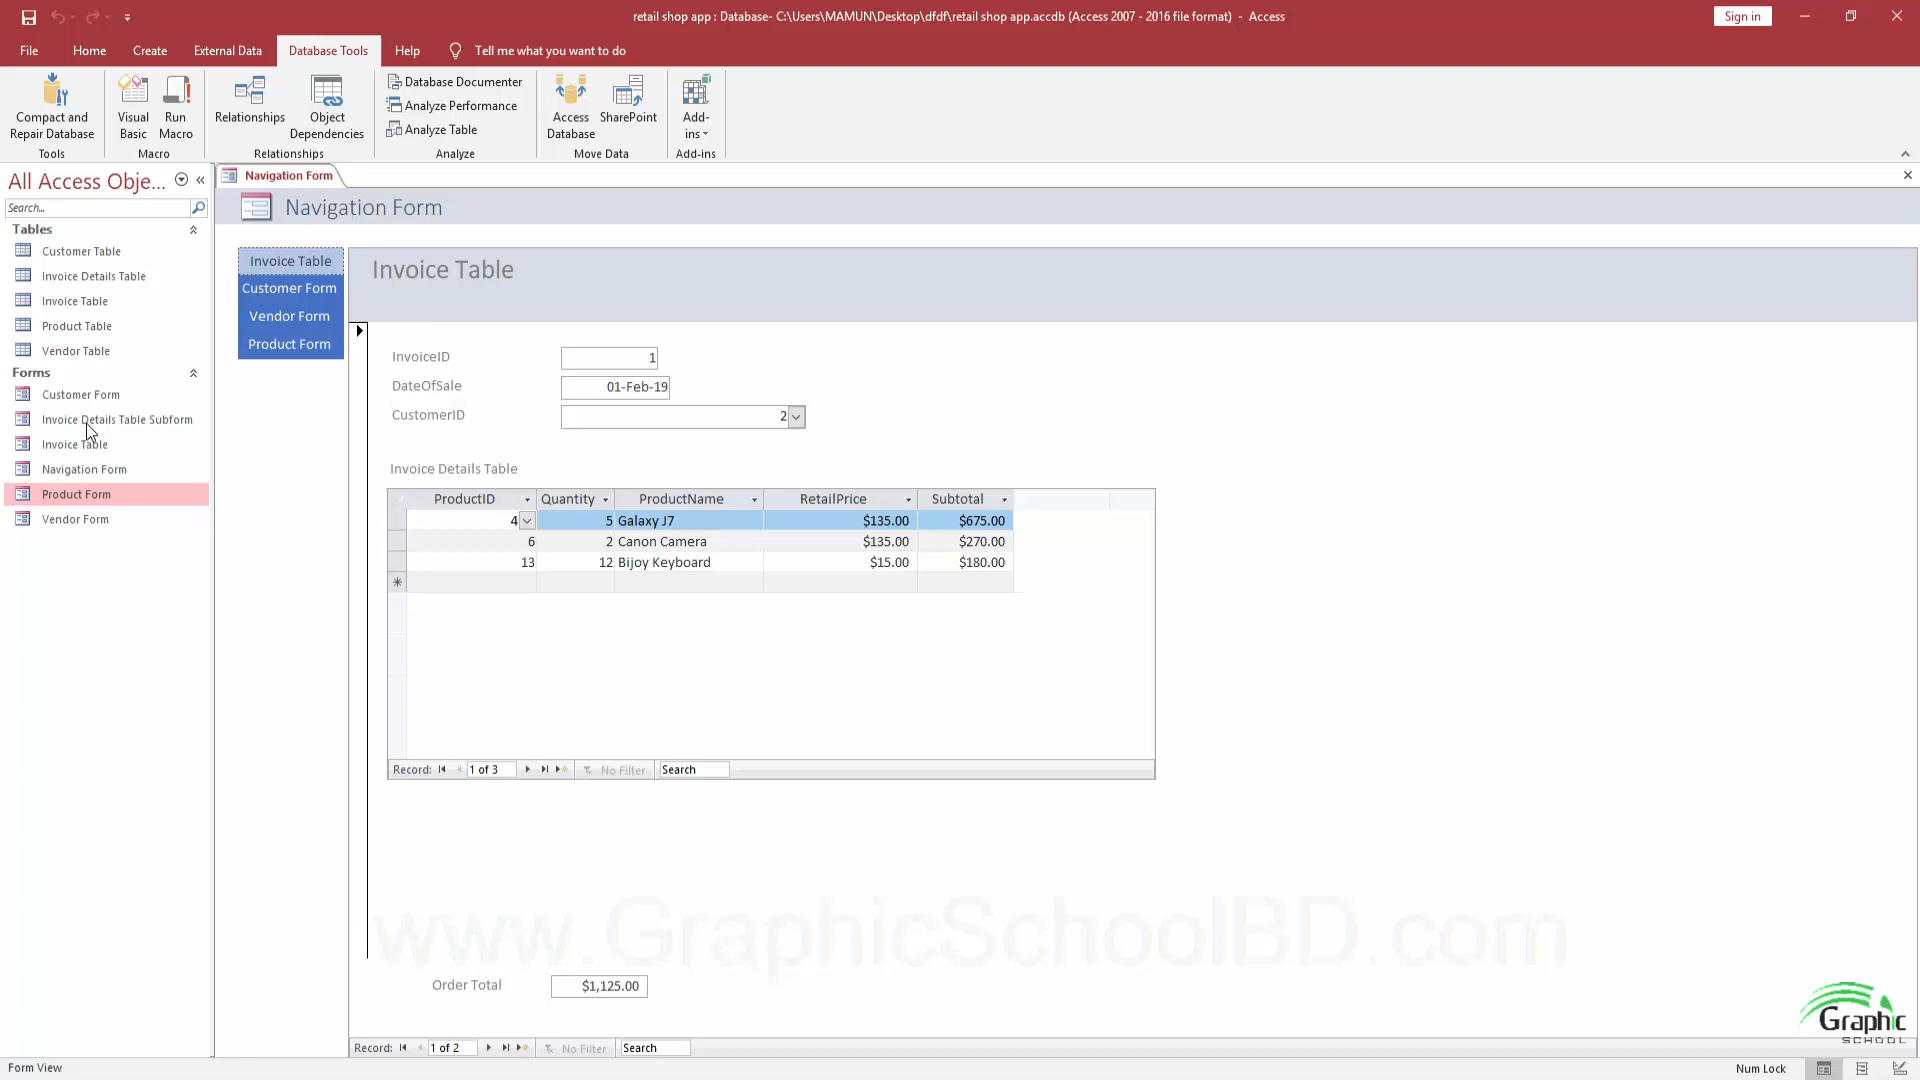 retail shop app : Database- C:\Users\MAMUN\Desktop\dfdf\retail shop app.accdb (Access 2007 - 2016 file format) - Access
Sign in
File Home Create External Data Database Tools Help Tell me what you want to do
Compact and Repair Database
Visual Basic
Run Macro
Relationships
Object Dependencies
Database Documenter
Analyze Performance
Analyze Table
Access Database
SharePoint
Add-ins
Tools Macro Relationships Analyze Move Data Add-ins
All Access Obje...
Search...
Tables
Customer Table
Invoice Details Table
Invoice Table
Product Table
Vendor Table
Forms
Customer Form
Invoice Details Table Subform
Invoice Table
Navigation Form
Product Form
Vendor Form
Navigation Form
Navigation Form
Invoice Table
Customer Form
Vendor Form
Product Form
Invoice Table
InvoiceID 1
DateOfSale 01-Feb-19
CustomerID 2
Invoice Details Table
ProductID Quantity ProductName RetailPrice Subtotal
4 5 Galaxy J7 $135.00 $675.00
6 2 Canon Camera $135.00 $270.00
13 12 Bijoy Keyboard $15.00 $180.00
Record: 1 of 3 No Filter Search
www.GraphicSchoolBD.com
Order Total $1,125.00
Graphic
SCHOOL
Record: 1 of 2 No Filter Search
Form View
Num Lock